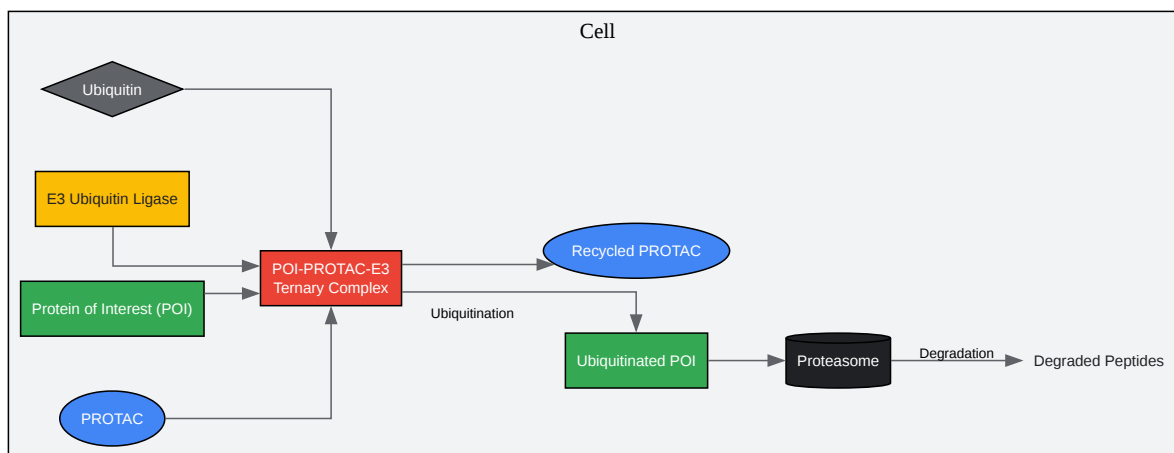 Cell
Ubiquitin
E3 Ubiquitin Ligase
Protein of Interest (POI)
PROTAC
POI-PROTAC-E3
Ternary Complex
Recycled PROTAC
Ubiquitination
Ubiquitinated POI
Proteasome
Degradation
Degraded Peptides